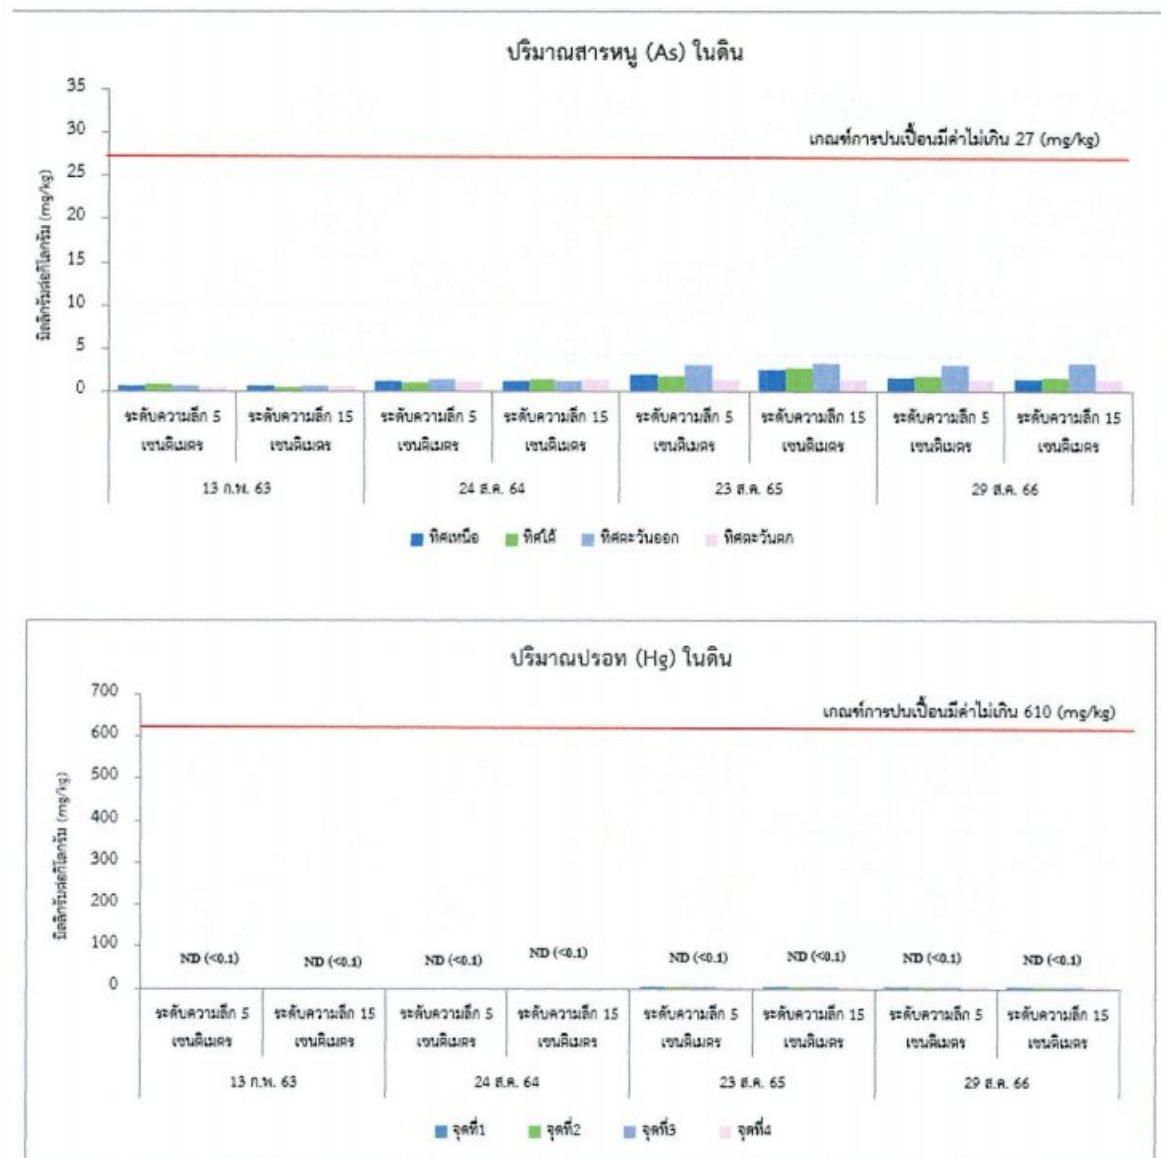 ปริมาณสารหนู (As) ในดิน
35
30
25
20
15
10
5
0
มิลลิกรัมต่อกิโลกรัม (mg/kg)
เกณฑ์การปนเปื้อนมีค่าไม่เกิน 27 (mg/kg)
ระดับความลึก 5 ระดับความลึก 15 ระดับความลึก 5 ระดับความลึก 15 ระดับความลึก 5 ระดับความลึก 15 ระดับความลึก 5 ระดับความลึก 15
เซนติเมตร เซนติเมตร เซนติเมตร เซนติเมตร เซนติเมตร เซนติเมตร เซนติเมตร เซนติเมตร
13 ก.พ. 63 24 ส.ค. 64 23 ส.ค. 65 29 ส.ค. 66
ทิศเหนือ ทิศใต้ ทิศตะวันออก ทิศตะวันตก
ปริมาณปรอท (Hg) ในดิน
700
600
500
400
300
200
100
0
มิลลิกรัมต่อกิโลกรัม (mg/kg)
เกณฑ์การปนเปื้อนมีค่าไม่เกิน 610 (mg/kg)
ND (<0.1) ND (<0.1) ND (<0.1) ND (<0.1) ND (<0.1) ND (<0.1) ND (<0.1) ND (<0.1)
ระดับความลึก 5 ระดับความลึก 15 ระดับความลึก 5 ระดับความลึก 15 ระดับความลึก 5 ระดับความลึก 15 ระดับความลึก 5 ระดับความลึก 15
เซนติเมตร เซนติเมตร เซนติเมตร เซนติเมตร เซนติเมตร เซนติเมตร เซนติเมตร เซนติเมตร
13 ก.พ. 63 24 ส.ค. 64 23 ส.ค. 65 29 ส.ค. 66
จุดที่1 จุดที่2 จุดที่3 จุดที่4